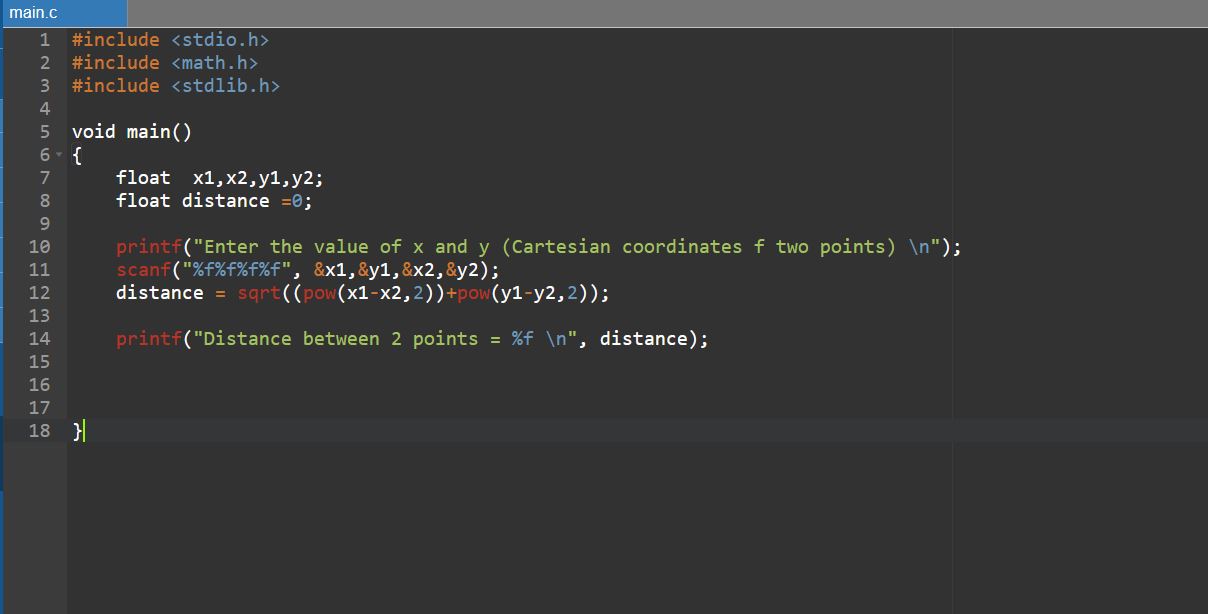 main.c
1 #include <stdio.h>
2 #include <math.h>
3 #include <stdlib.h>
4
5 void main()
6 {
7     float  x1,x2,y1,y2;
8     float distance =0;
9
10     printf("Enter the value of x and y (Cartesian coordinates f two points) \n");
11     scanf("%f%f%f%f", &x1,&y1,&x2,&y2);
12     distance = sqrt((pow(x1-x2,2))+pow(y1-y2,2));
13
14     printf("Distance between 2 points = %f \n", distance);
15
16
17
18 }